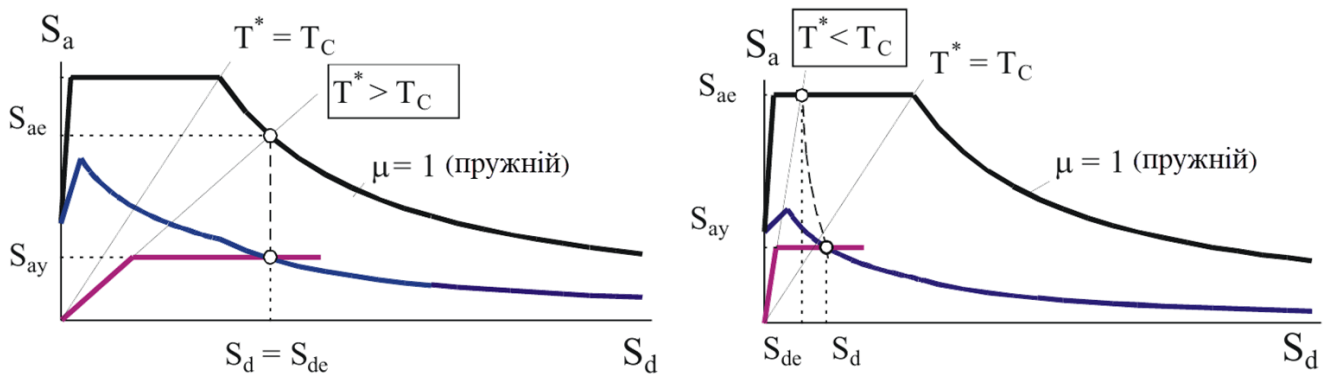 Sa
T* = TC
T* > TC
Sae
μ = 1 (пружній)
Say
Sd = Sde
Sd
Sa
T* < TC
T* = TC
Sae
μ = 1 (пружній)
Say
Sde
Sd
Sd